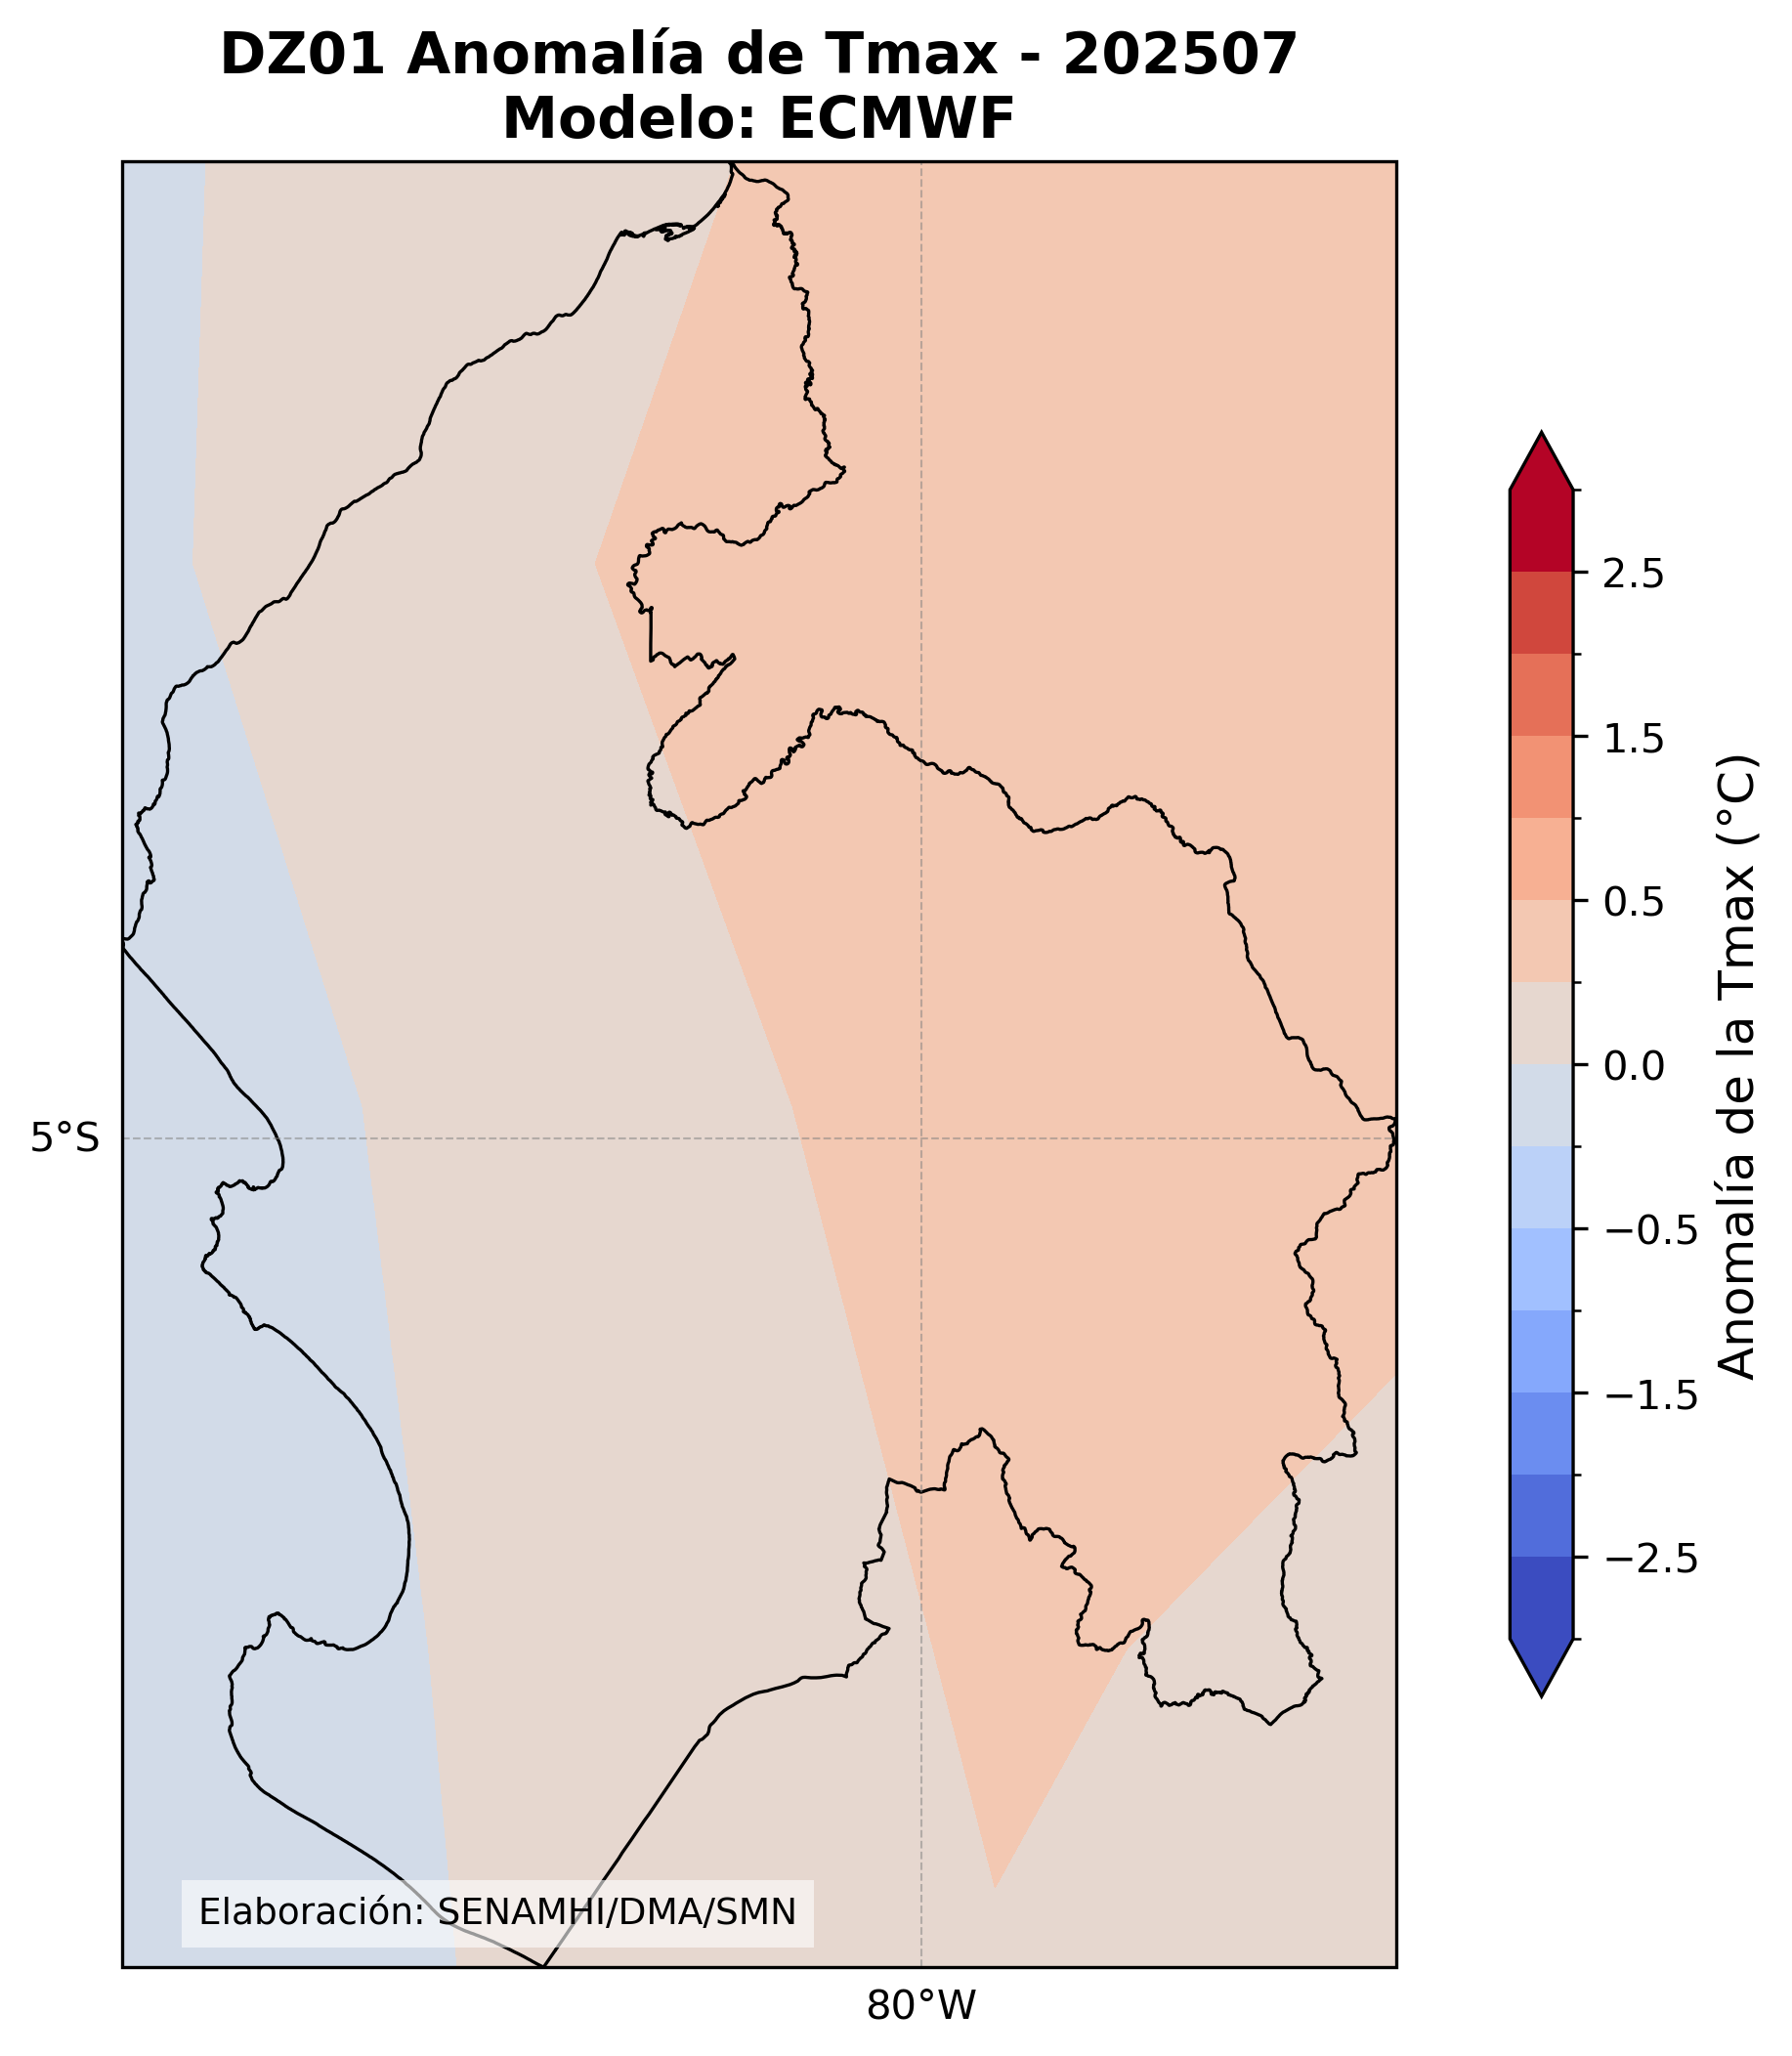 DZ01 Anomalía de Tmax - 202507
Modelo: ECMWF
5°S
80°W
Elaboración: SENAMHI/DMA/SMN
2.5
1.5
0.5
0.0
−0.5
−1.5
−2.5
Anomalía de la Tmax (°C)